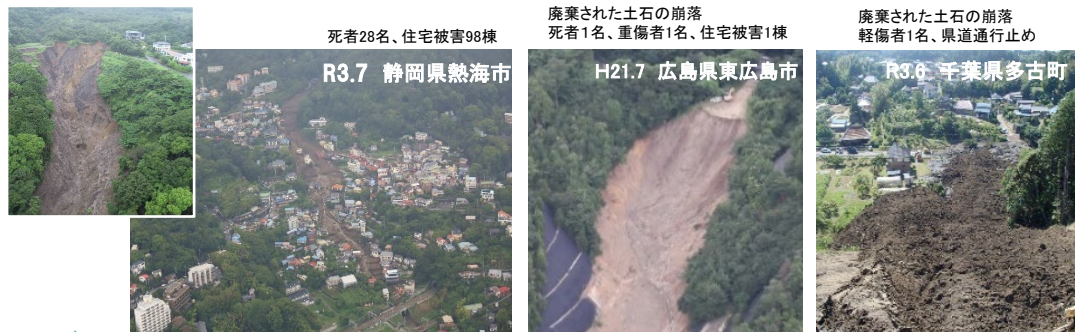 死者28名、住宅被害98棟
R3.7 静岡県熱海市
廃棄された土石の崩落
死者1名、重傷者1名、住宅被害1棟
H21.7 広島県東広島市
廃棄された土石の崩落
軽傷者1名、県道通行止め
R3.6 千葉県多古町